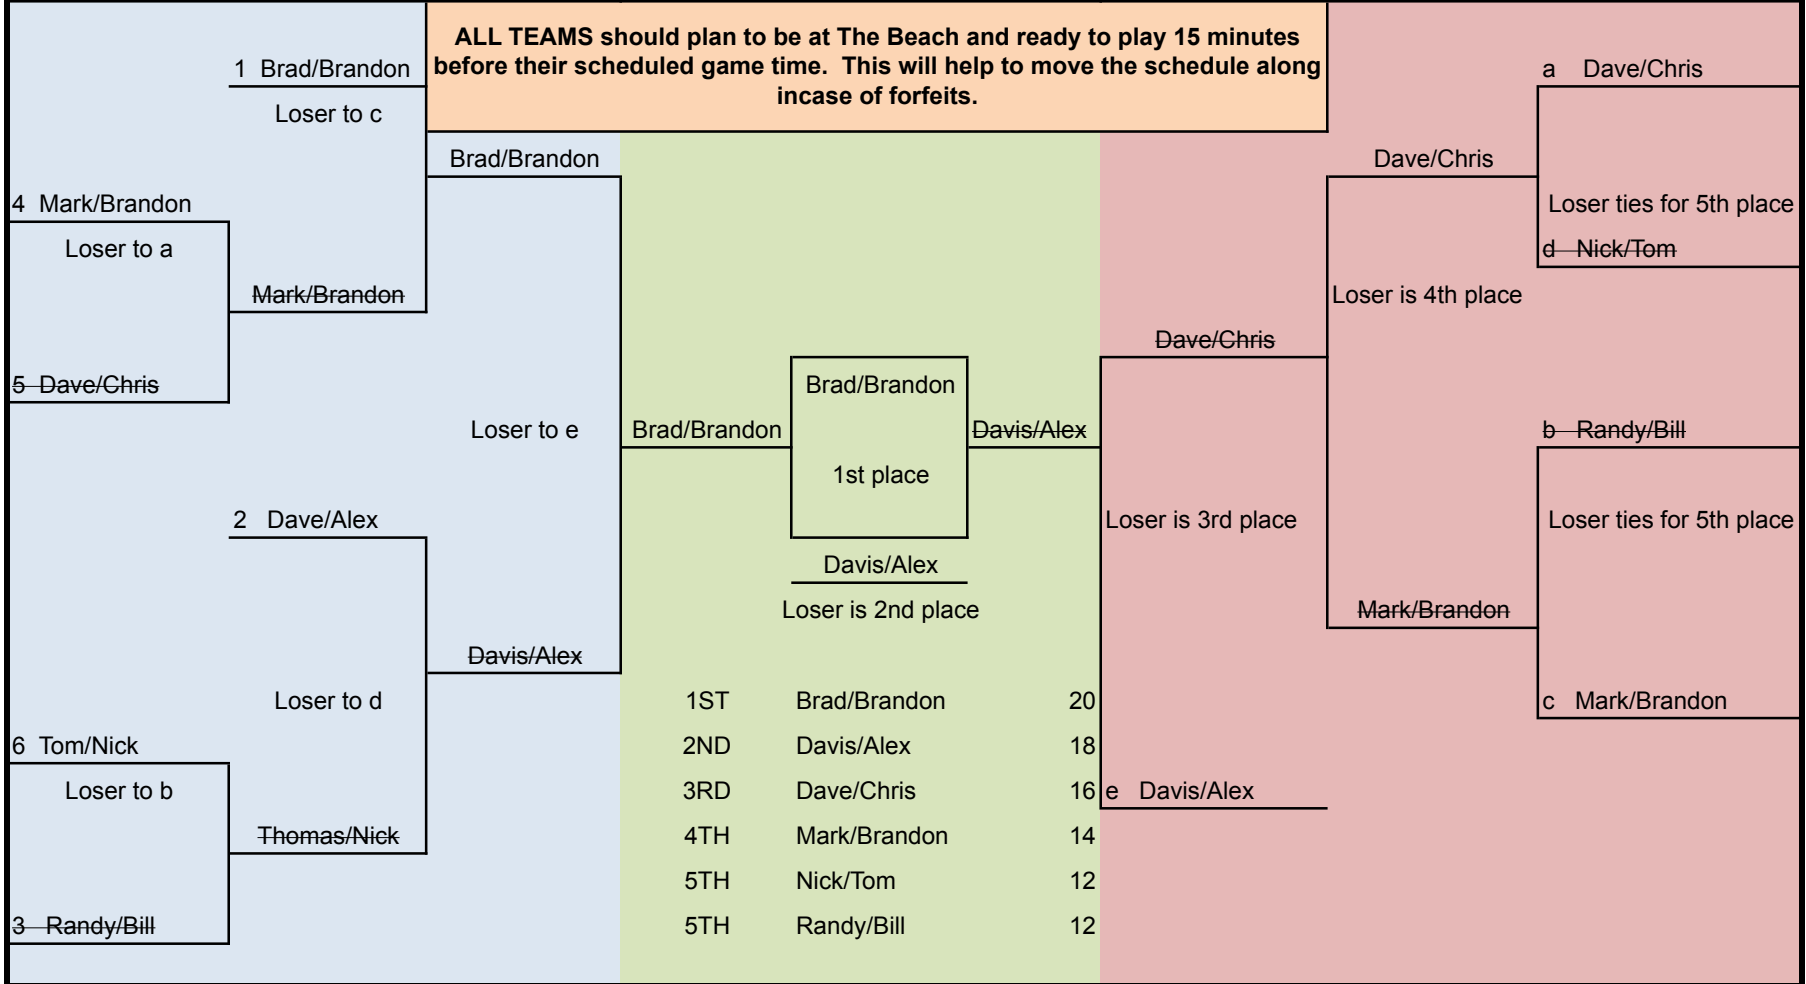 ALL TEAMS should plan to be at The Beach and ready to play 15 minutes
before their scheduled game time. This will help to move the schedule along
incase of forfeits.
1 Brad/Brandon
Loser to c
Brad/Brandon
4 Mark/Brandon
Loser to a
Mark/Brandon
5 Dave/Chris
Loser to e
2 Dave/Alex
Davis/Alex
Loser to d
6 Tom/Nick
Loser to b
Thomas/Nick
3 Randy/Bill
Brad/Brandon
Brad/Brandon
1st place
Davis/Alex
Davis/Alex
Loser is 2nd place
1ST Brad/Brandon 20
2ND Davis/Alex 18
3RD Dave/Chris 16
4TH Mark/Brandon 14
5TH Nick/Tom 12
5TH Randy/Bill 12
a Dave/Chris
Dave/Chris
Loser ties for 5th place
d Nick/Tom
Loser is 4th place
Dave/Chris
b Randy/Bill
Loser is 3rd place
Loser ties for 5th place
Mark/Brandon
c Mark/Brandon
e Davis/Alex